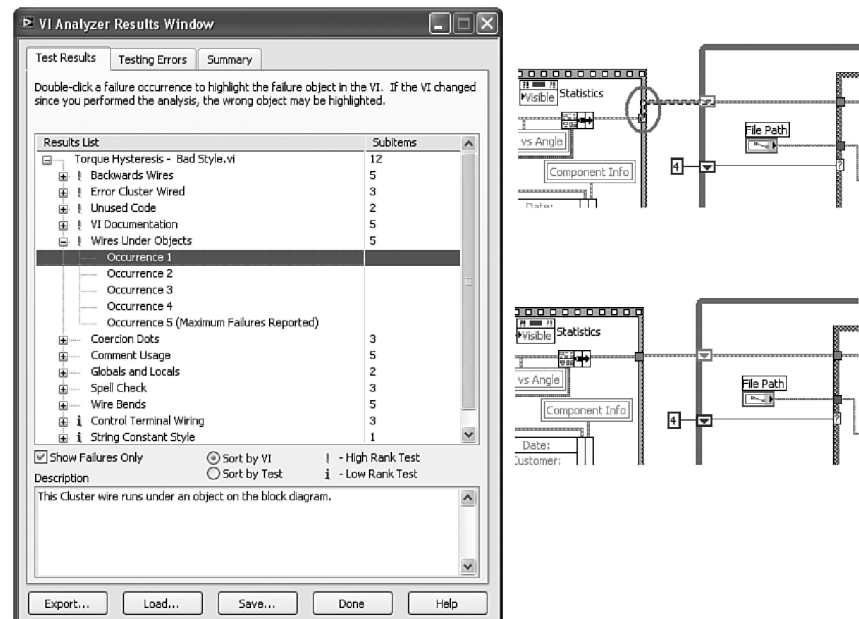 VI Analyzer Results Window
Test Results Testing Errors Summary
Double-click a failure occurrence to highlight the failure object in the VI. If the VI changed
since you performed the analysis, the wrong object may be highlighted.
Results List Subitems
Torque Hysteresis - Bad Style.vi 12
! Backwards Wires 5
! Error Cluster Wired 3
! Unused Code 2
! VI Documentation 5
! Wires Under Objects 5
Occurrence 1
Occurrence 2
Occurrence 3
Occurrence 4
Occurrence 5 (Maximum Failures Reported)
Coercion Dots 3
Comment Usage 5
Globals and Locals 2
Spell Check 3
Wire Bends 5
i Control Terminal Wiring 3
i String Constant Style 1
Show Failures Only Sort by VI ! - High Rank Test
Sort by Test i - Low Rank Test
Description
This Cluster wire runs under an object on the block diagram.
Export... Load... Save... Done Help
Statistics
Visible
vs Angle
Component Info
Date:
File Path
4
?
Statistics
Visible
vs Angle
Component Info
Date:
Customer:
File Path
4
?